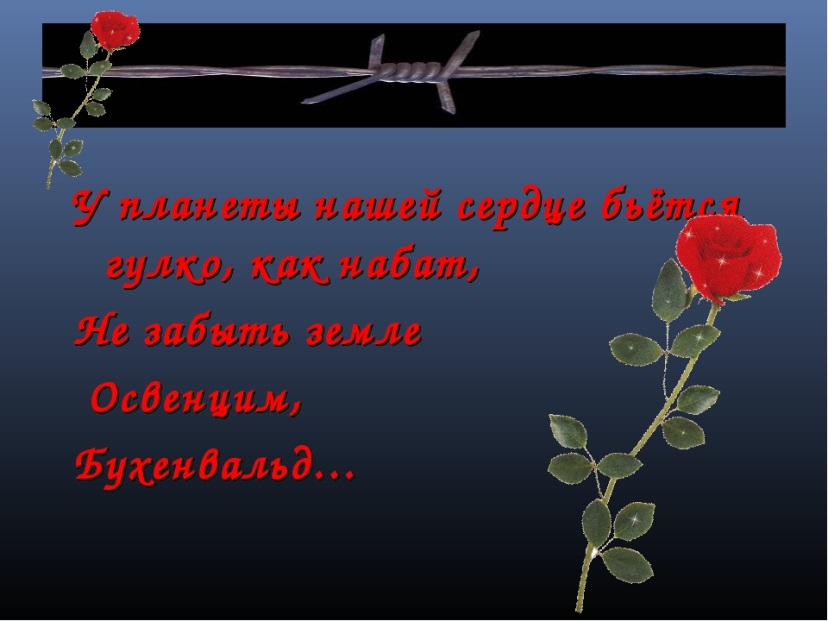 У планеты нашей сердце бьётся
гулко, как набат,
Не забыть земле
Освенцим,
Бухенвальд...